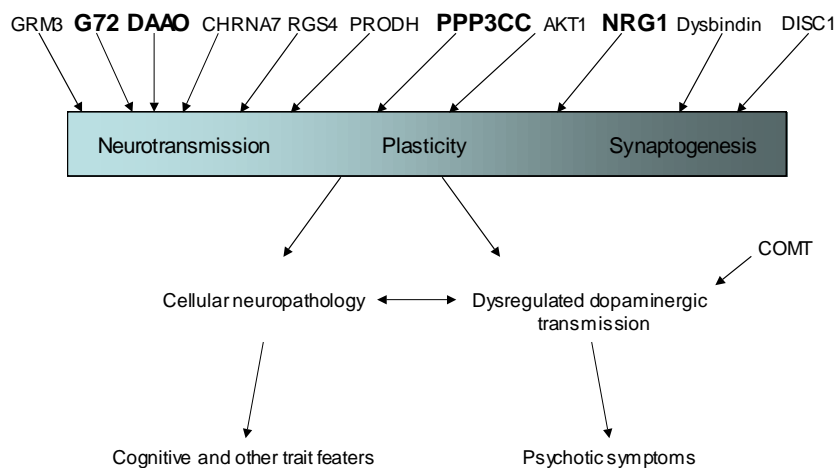 GRM3 G72 DAAO CHRNA7 RGS4 PRODH PPP3CC AKT1 NRG1 Dysbindin DISC1
Neurotransmission Plasticity Synaptogenesis
COMT
Cellular neuropathology Dysregulated dopaminergic
transmission
Cognitive and other trait featers Psychotic symptoms